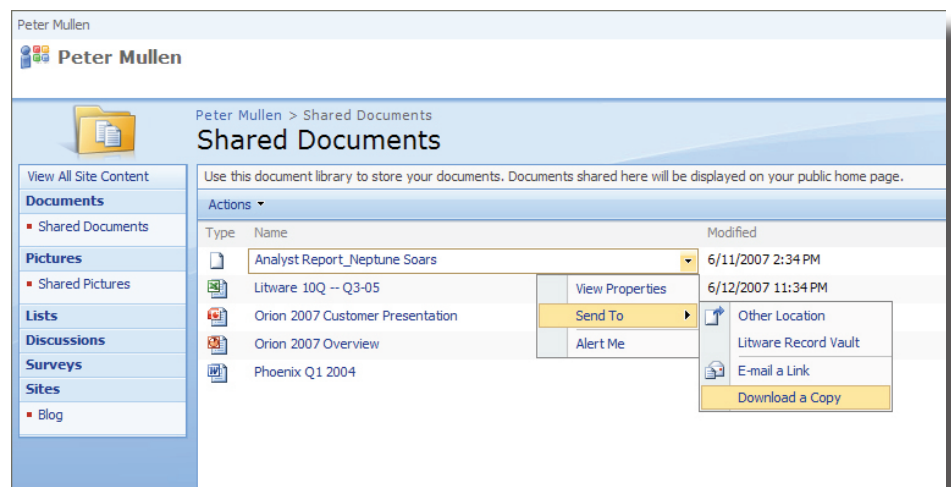 Peter Mullen
Peter Mullen
Peter Mullen > Shared Documents
Shared Documents
View All Site Content
Documents
Shared Documents
Pictures
Shared Pictures
Lists
Discussions
Surveys
Sites
Blog
Use this document library to store your documents. Documents shared here will be displayed on your public home page.
Actions
Type Name Modified
Analyst Report_Neptune Soars 6/11/2007 2:34 PM
Litware 10Q -- Q3-05 6/12/2007 11:34 PM
Orion 2007 Customer Presentation
Orion 2007 Overview
Phoenix Q1 2004
View Properties
Send To
Alert Me
Other Location
Litware Record Vault
E-mail a Link
Download a Copy